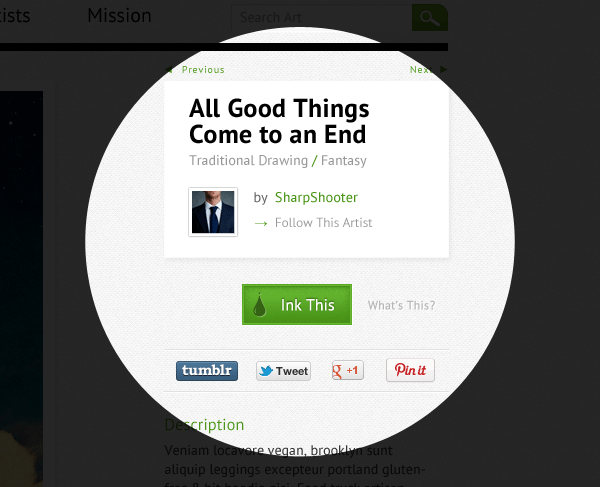 ists Mission Search Art
Previous Next
All Good Things
Come to an End
Traditional Drawing / Fantasy
by SharpShooter
→ Follow This Artist
Ink This What's This?
tumblr Tweet g +1 Pin it
Description
Veniam locavore vegan, brooklyn sunt
aliquip leggings excepteur portland gluten-